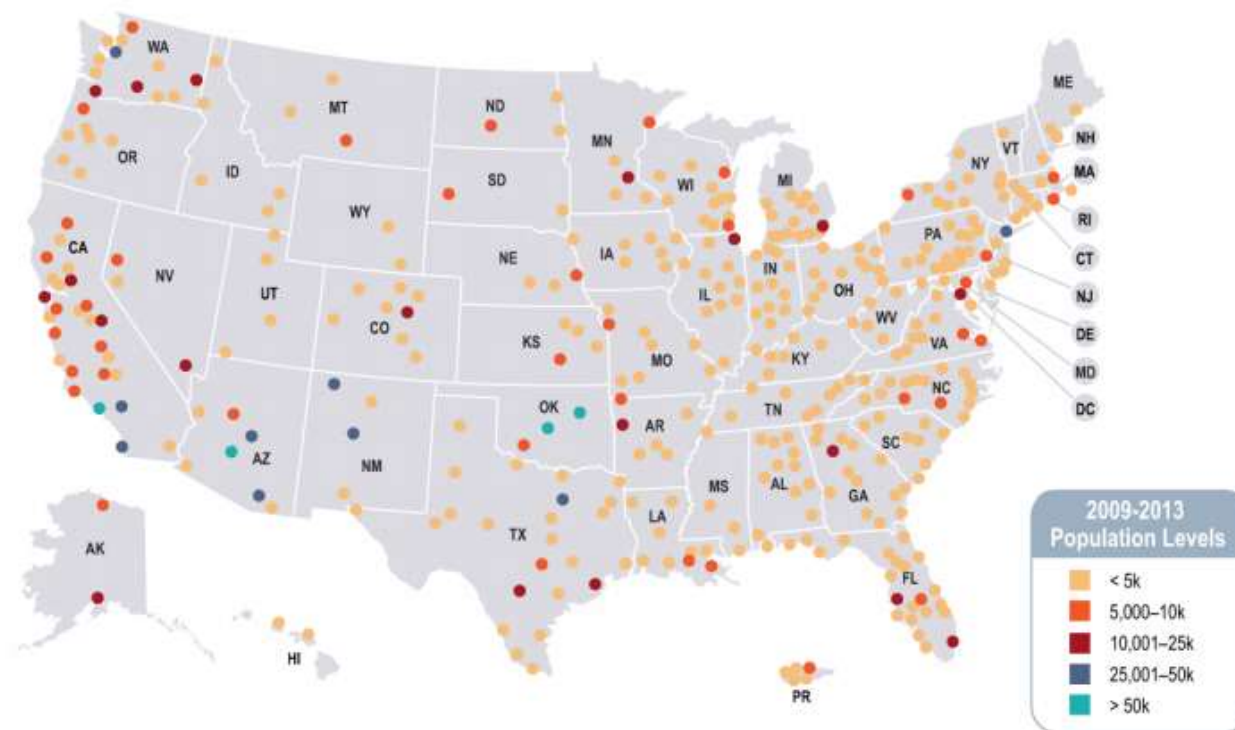 WA
MT
ND
MN
ME
OR
ID
SD
WI
MI
NY
VT
NH
MA
WY
RI
CA
NV
UT
NE
IA
PA
CT
CO
IL
IN
OH
NJ
KS
MO
WV
KY
VA
DE
MD
DC
AZ
NM
OK
AR
TN
NC
SC
MS
AL
GA
TX
LA
AK
FL
HI
PR
2009-2013
Population Levels
< 5k
5,000–10k
10,001–25k
25,001–50k
> 50k